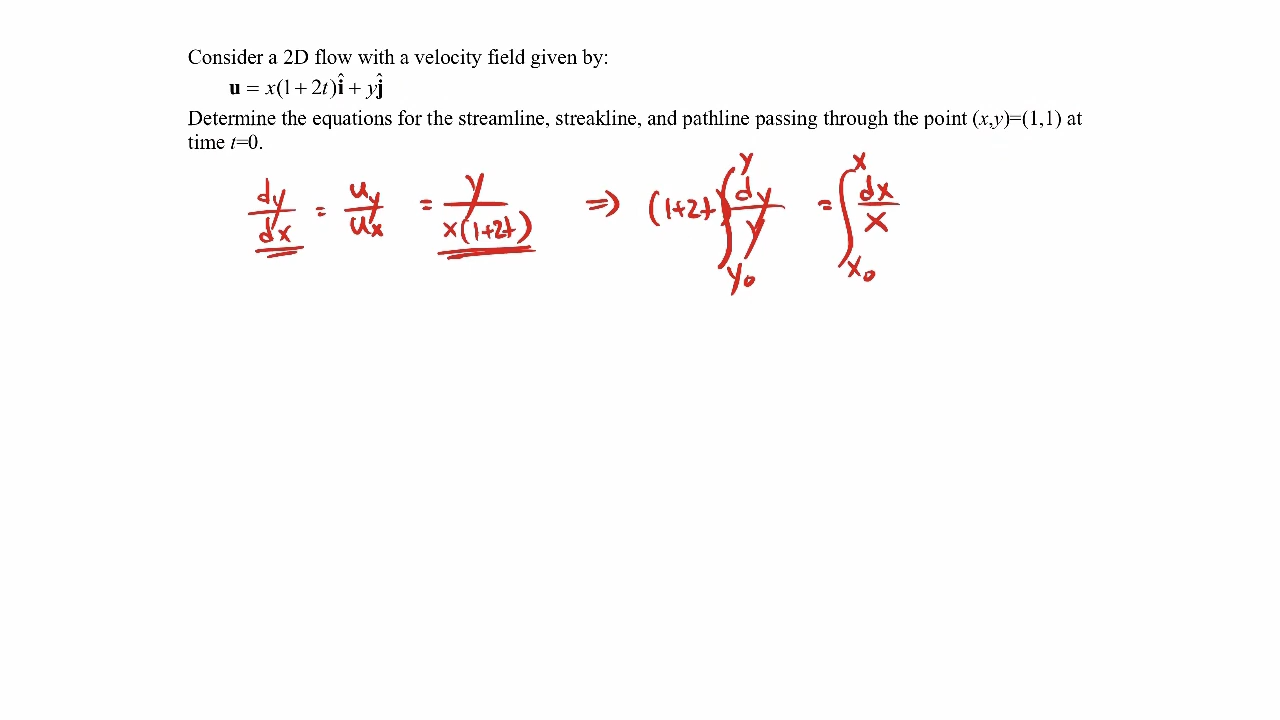 Consider a 2D flow with a velocity field given by:
u = x(1 + 2t)î + yĵ
Determine the equations for the streamline, streakline, and pathline passing through the point (x,y)=(1,1) at
time t=0.
dy/dx = u_y/u_x = y/x(1+2t) ⇒ (1+2t) ∫_{y_0}^{y} dy/y = ∫_{x_0}^{x} dx/x